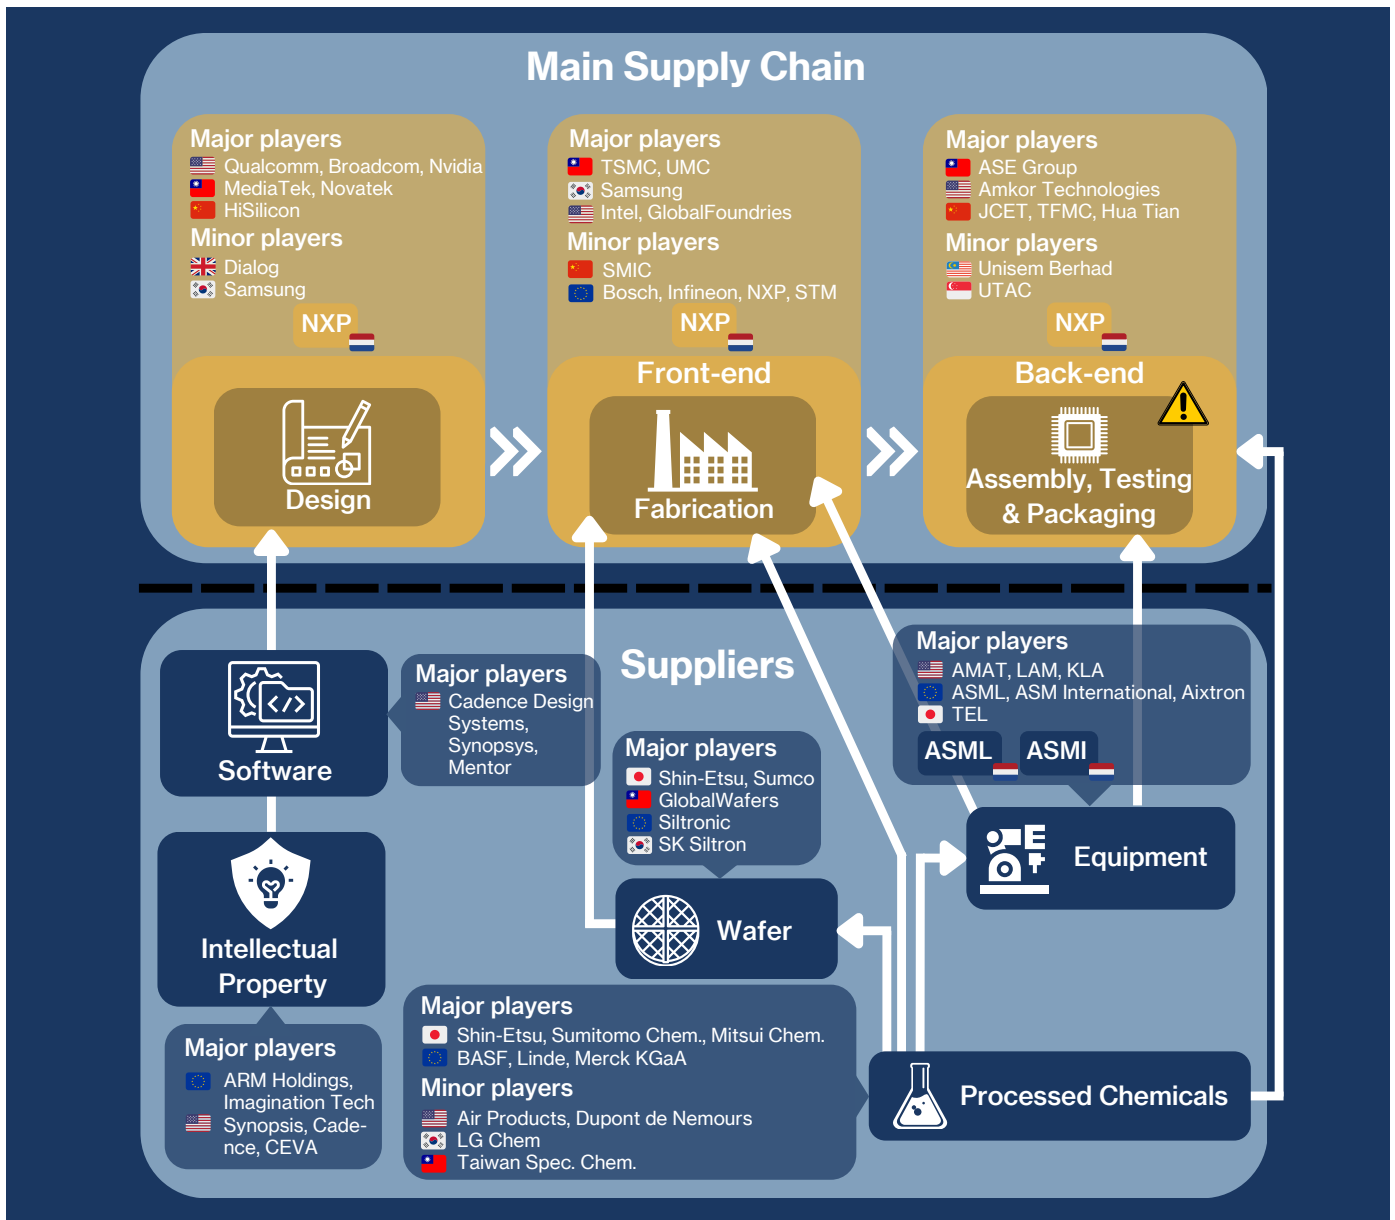 Main Supply Chain
Major players
Qualcomm, Broadcom, Nvidia
MediaTek, Novatek
HiSilicon
Minor players
Dialog
Samsung
NXP
Design
Major players
TSMC, UMC
Samsung
Intel, GlobalFoundries
Minor players
SMIC
Bosch, Infineon, NXP, STM
NXP
Front-end
Fabrication
Major players
ASE Group
Amkor Technologies
JCET, TFMC, Hua Tian
Minor players
Unisem Berhad
UTAC
NXP
Back-end
Assembly, Testing
& Packaging
Suppliers
Software
Major players
Cadence Design
Systems,
Synopsys,
Mentor
Intellectual
Property
Major players
ARM Holdings,
Imagination Tech
Synopsis, Cade-
nce, CEVA
Major players
Shin-Etsu, Sumco
GlobalWafers
Siltronic
SK Siltron
Wafer
Major players
AMAT, LAM, KLA
ASML, ASM International, Aixtron
TEL
ASML
ASMI
Equipment
Major players
Shin-Etsu, Sumitomo Chem., Mitsui Chem.
BASF, Linde, Merck KGaA
Minor players
Air Products, Dupont de Nemours
LG Chem
Taiwan Spec. Chem.
Processed Chemicals